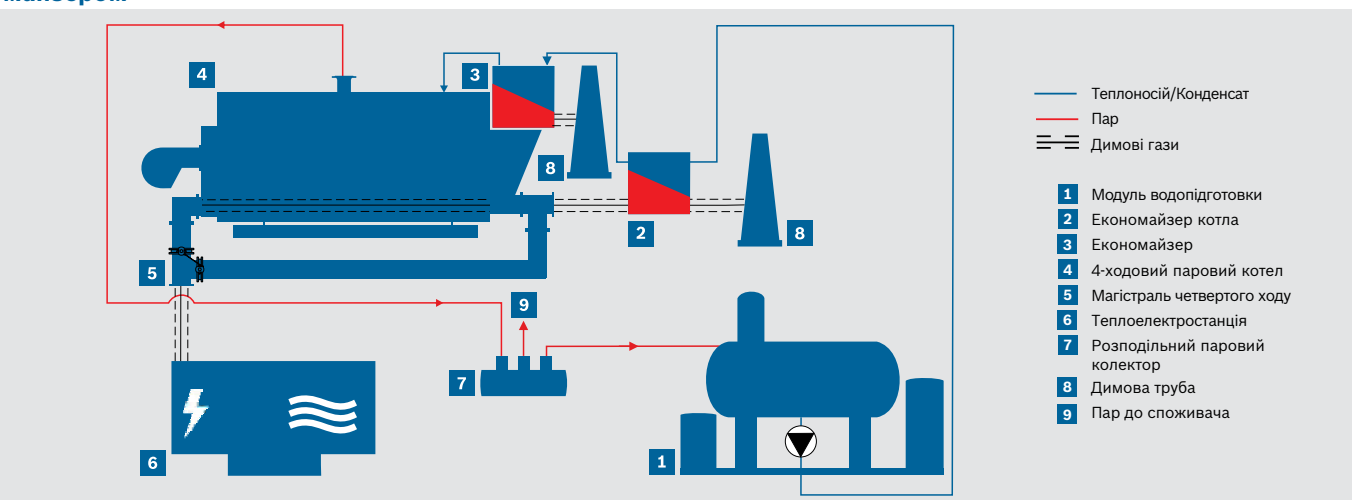 4
3
8
2
8
5
9
7
6
1
Теплоносій/Конденсат
Пар
Димові гази
1 Модуль водопідготовки
2 Економайзер котла
3 Економайзер
4 4-ходовий паровий котел
5 Магістраль четвертого ходу
6 Теплоелектростанція
7 Розподільний паровий
колектор
8 Димова труба
9 Пар до споживача